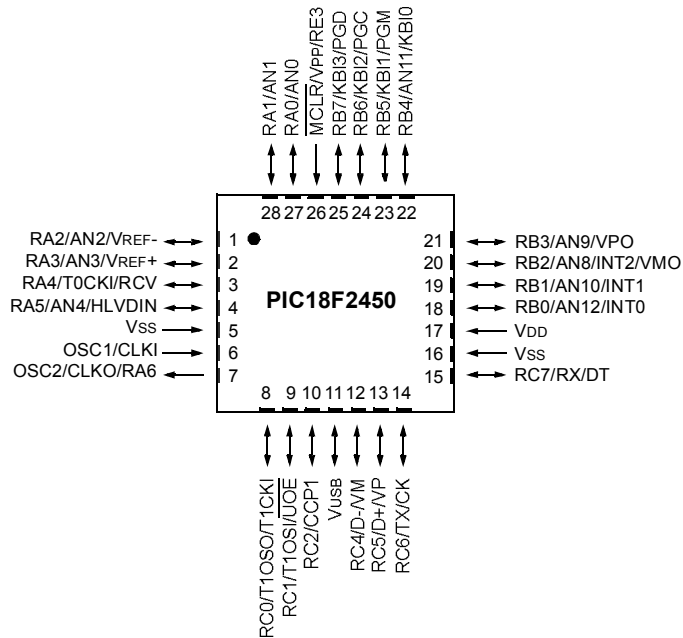 RA1/AN1
RA0/AN0
MCLR/VPP/RE3
RB7/KBI3/PGD
RB6/KBI2/PGC
RB5/KBI1/PGM
RB4/AN11/KBI0
28 27 26 25 24 23 22
RA2/AN2/VREF- 1
RA3/AN3/VREF+ 2
RA4/T0CKI/RCV 3
RA5/AN4/HLVDIN 4
VSS 5
OSC1/CLKI 6
OSC2/CLKO/RA6 7
PIC18F2450
21 RB3/AN9/VPO
20 RB2/AN8/INT2/VMO
19 RB1/AN10/INT1
18 RB0/AN12/INT0
17 VDD
16 VSS
15 RC7/RX/DT
8 9 10 11 12 13 14
RC0/T1OSO/T1CKI
RC1/T1OSI/UOE
RC2/CCP1
VUSB
RC4/D-/VM
RC5/D+/VP
RC6/TX/CK